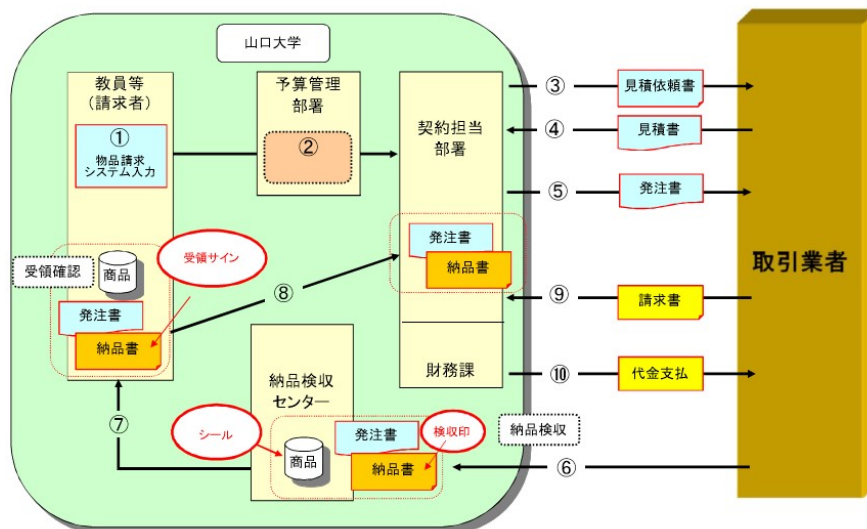 山口大学
教員等
（請求者）
①
物品請求
システム入力
予算管理
部署
②
契約担当
部署
③
見積依頼書
④
見積書
⑤
発注書
取引業者
受領確認
商品
受領サイン
発注書
納品書
⑧
発注書
納品書
⑨
請求書
財務課
⑩
代金支払
⑦
納品検収
センター
シール
商品
発注書
納品書
検収印
納品検収
⑥